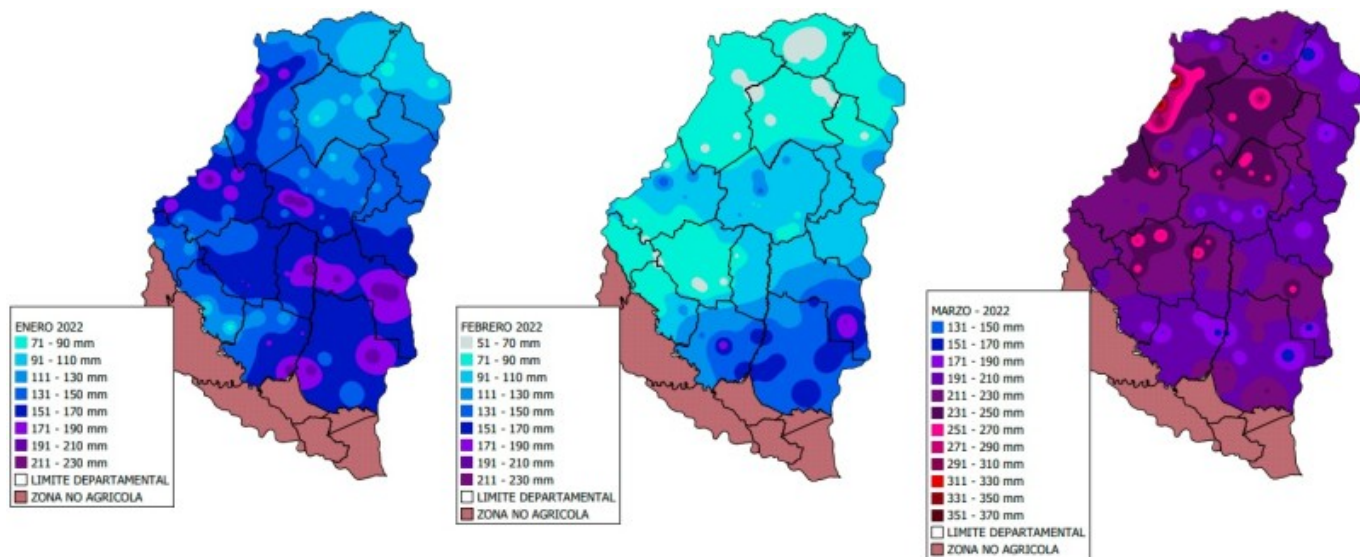 ENERO 2022
71 - 90 mm
91 - 110 mm
111 - 130 mm
131 - 150 mm
151 - 170 mm
171 - 190 mm
191 - 210 mm
211 - 230 mm
LIMITE DEPARTAMENTAL
ZONA NO AGRICOLA
FEBRERO 2022
51 - 70 mm
71 - 90 mm
91 - 110 mm
111 - 130 mm
131 - 150 mm
151 - 170 mm
171 - 190 mm
191 - 210 mm
211 - 230 mm
LIMITE DEPARTAMENTAL
ZONA NO AGRICOLA
MARZO - 2022
131 - 150 mm
151 - 170 mm
171 - 190 mm
191 - 210 mm
211 - 230 mm
231 - 250 mm
251 - 270 mm
271 - 290 mm
291 - 310 mm
311 - 330 mm
331 - 350 mm
351 - 370 mm
LIMITE DEPARTAMENTAL
ZONA NO AGRICOLA